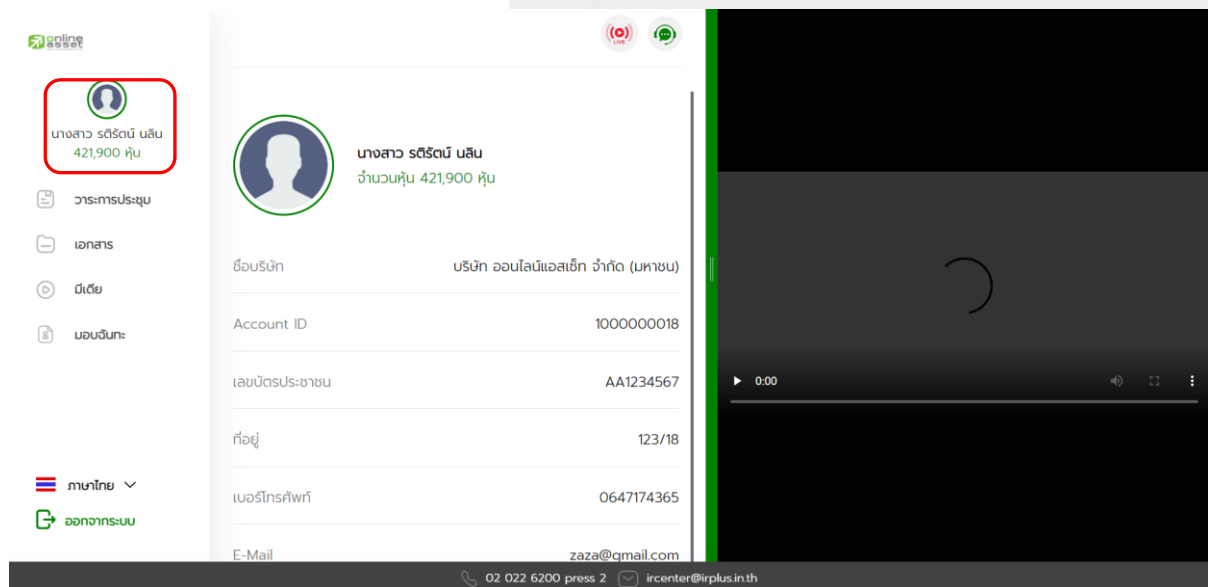 online
asset
LIVE
นางสาว รติรัตน์ นลิน
421,900 หุ้น
วาระการประชุม
เอกสาร
มีเดีย
มอบฉันทะ
ภาษาไทย
ออกจากระบบ
นางสาว รติรัตน์ นลิน
จำนวนหุ้น 421,900 หุ้น
ชื่อบริษัท บริษัท ออนไลน์แอสเซ็ท จำกัด (มหาชน)
Account ID 1000000018
เลขบัตรประชาชน AA1234567
ที่อยู่ 123/18
เบอร์โทรศัพท์ 0647174365
E-Mail zaza@gmail.com
0:00
02 022 6200 press 2 ircenter@irplus.in.th